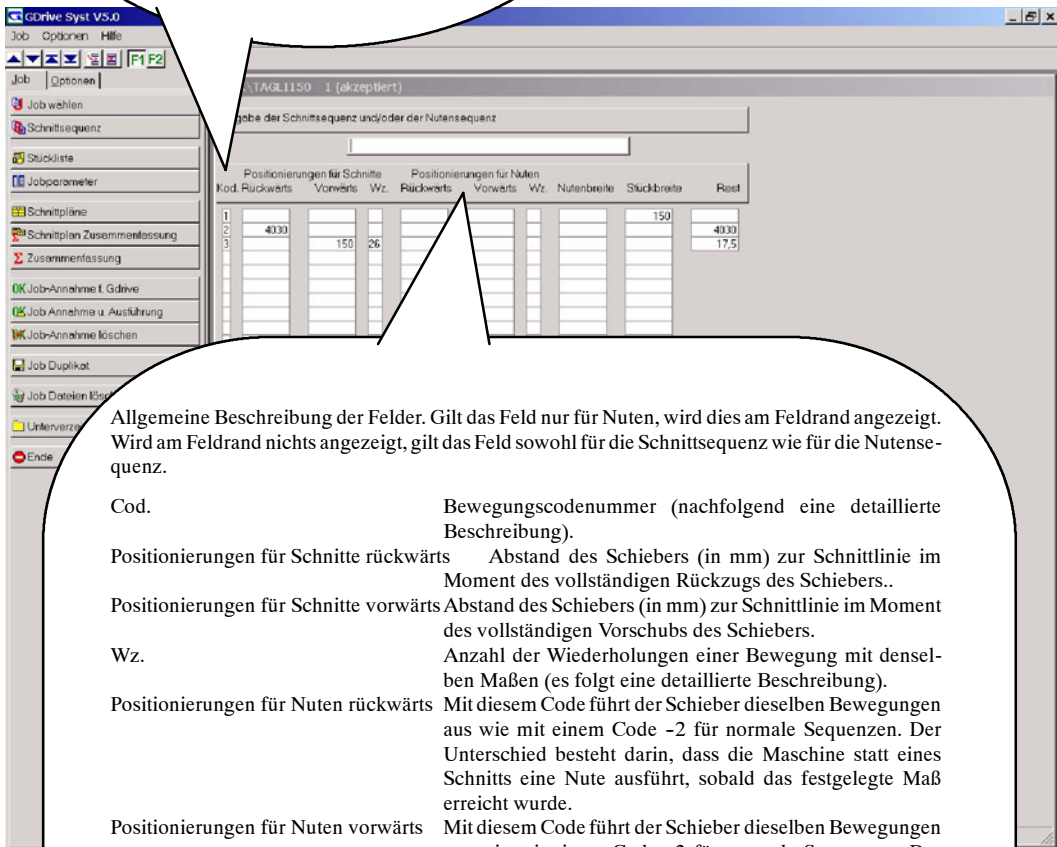 GDrive Syst V5.0
Job Optionen Hilfe
F1 F2
Job Optionen
\TAGLI150 1 (akzeptiert)
Job wählen
Schnittsequenz
gabe der Schnittsequenz und/oder der Nutensequenz
Stückliste
Jobparameter
Positionierungen für Schnitte Positionierungen für Nuten
Kod. Rückwärts Vorwärts Wz. Rückwärts Vorwärts Wz. Nutenbreite Stückbreite Rest
Schnittpläne
1 150
2 4030 4030
3 150 26 17,5
Schnittplan Zusammenfassung
Σ Zusammenfassung
OK Job-Annahme f. Gdrive
OK Job Annahme u. Ausführung
OK Job-Annahme löschen
Job Duplikat
Job Dateien lösc
Unterverze
Ende
Allgemeine Beschreibung der Felder. Gilt das Feld nur für Nuten, wird dies am Feldrand angezeigt.
Wird am Feldrand nichts angezeigt, gilt das Feld sowohl für die Schnittsequenz wie für die Nutense-
quenz.
Cod. Bewegungscodenummer (nachfolgend eine detaillierte
Beschreibung).
Positionierungen für Schnitte rückwärts Abstand des Schiebers (in mm) zur Schnittlinie im
Moment des vollständigen Rückzugs des Schiebers..
Positionierungen für Schnitte vorwärts Abstand des Schiebers (in mm) zur Schnittlinie im Moment
des vollständigen Vorschubs des Schiebers.
Wz. Anzahl der Wiederholungen einer Bewegung mit densel-
ben Maßen (es folgt eine detaillierte Beschreibung).
Positionierungen für Nuten rückwärts Mit diesem Code führt der Schieber dieselben Bewegungen
aus wie mit einem Code -2 für normale Sequenzen. Der
Unterschied besteht darin, dass die Maschine statt eines
Schnitts eine Nute ausführt, sobald das festgelegte Maß
erreicht wurde.
Positionierungen für Nuten vorwärts Mit diesem Code führt der Schieber dieselben Bewegungen